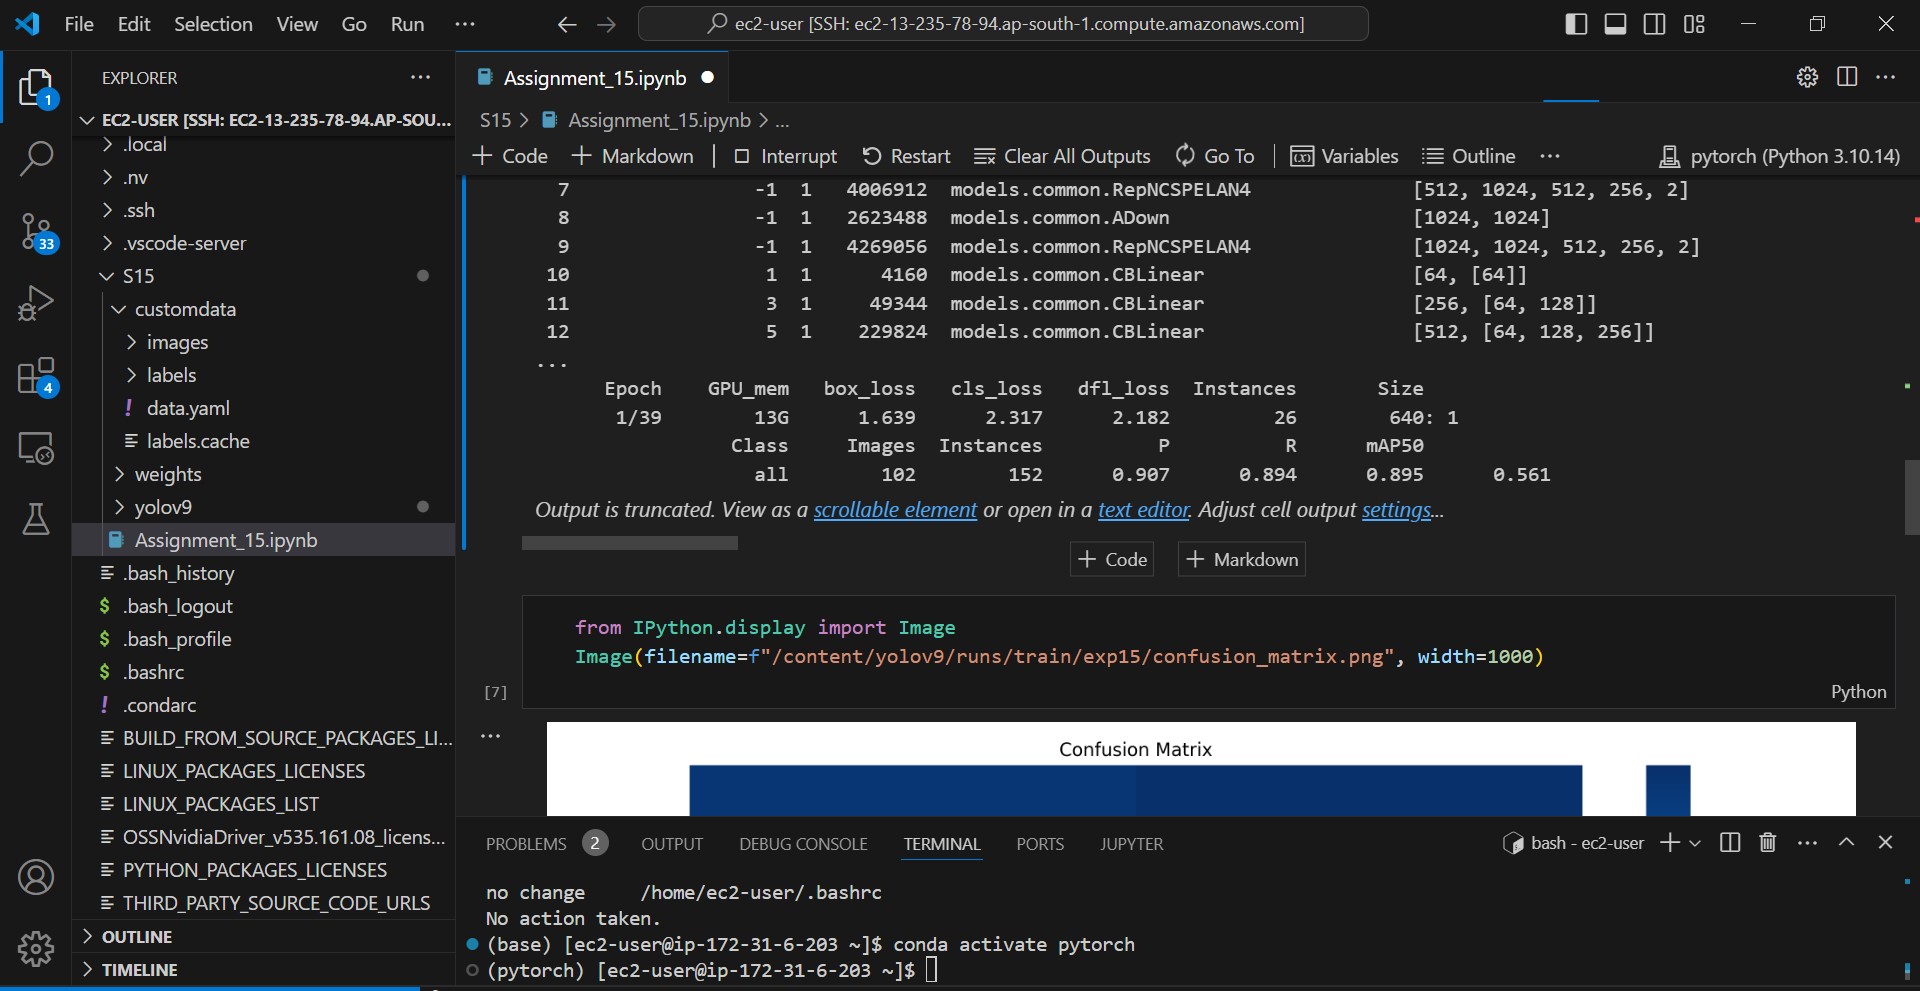 File Edit Selection View Go Run ...
ec2-user [SSH: ec2-13-235-78-94.ap-south-1.compute.amazonaws.com]
EXPLORER ...
EC2-USER [SSH: EC2-13-235-78-94.AP-SOU...
.local
.nv
.ssh
.vscode-server
S15
customdata
images
labels
! data.yaml
labels.cache
weights
yolov9
Assignment_15.ipynb
.bash_history
$ .bash_logout
$ .bash_profile
$ .bashrc
! .condarc
BUILD_FROM_SOURCE_PACKAGES_LI...
LINUX_PACKAGES_LICENSES
LINUX_PACKAGES_LIST
OSSNvidiaDriver_v535.161.08_licens...
PYTHON_PACKAGES_LICENSES
THIRD_PARTY_SOURCE_CODE_URLS
OUTLINE
TIMELINE
1
33
4
Assignment_15.ipynb
S15 > Assignment_15.ipynb > ...
+ Code + Markdown | Interrupt Restart Clear All Outputs Go To | Variables Outline ... pytorch (Python 3.10.14)
7 -1 1 4006912 models.common.RepNCSPELAN4 [512, 1024, 512, 256, 2]
8 -1 1 2623488 models.common.ADown [1024, 1024]
9 -1 1 4269056 models.common.RepNCSPELAN4 [1024, 1024, 512, 256, 2]
10 1 1 4160 models.common.CBLinear [64, [64]]
11 3 1 49344 models.common.CBLinear [256, [64, 128]]
12 5 1 229824 models.common.CBLinear [512, [64, 128, 256]]
...
Epoch GPU_mem box_loss cls_loss dfl_loss Instances Size
1/39 13G 1.639 2.317 2.182 26 640: 1
Class Images Instances P R mAP50
all 102 152 0.907 0.894 0.895 0.561
Output is truncated. View as a scrollable element or open in a text editor. Adjust cell output settings...
+ Code + Markdown
from IPython.display import Image
Image(filename=f"/content/yolov9/runs/train/exp15/confusion_matrix.png", width=1000)
[7] Python
...
Confusion Matrix
PROBLEMS 2 OUTPUT DEBUG CONSOLE TERMINAL PORTS JUPYTER bash - ec2-user
no change /home/ec2-user/.bashrc
No action taken.
(base) [ec2-user@ip-172-31-6-203 ~]$ conda activate pytorch
(pytorch) [ec2-user@ip-172-31-6-203 ~]$